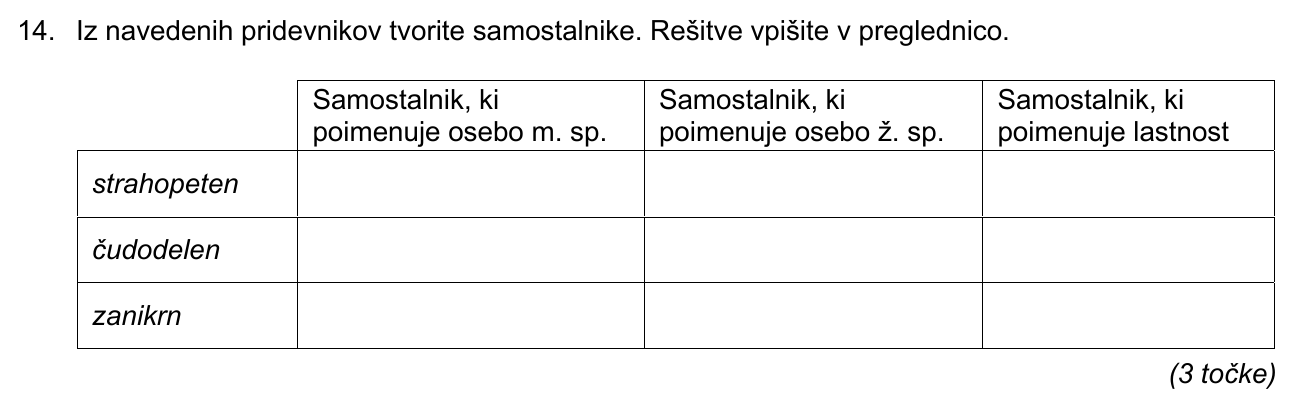 14. Iz navedenih pridevnikov tvorite samostalnike. Rešitve vpišite v preglednico.
Samostalnik, ki
poimenuje osebo m. sp.
Samostalnik, ki
poimenuje osebo ž. sp.
Samostalnik, ki
poimenuje lastnost
strahopeten
čudodelen
zanikrn
(3 točke)